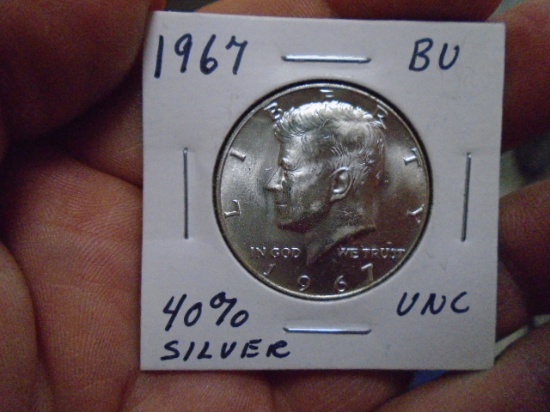 1967 BU
LIBERTY
IN GOD WE TRUST
1967
40% UNC
SILVER